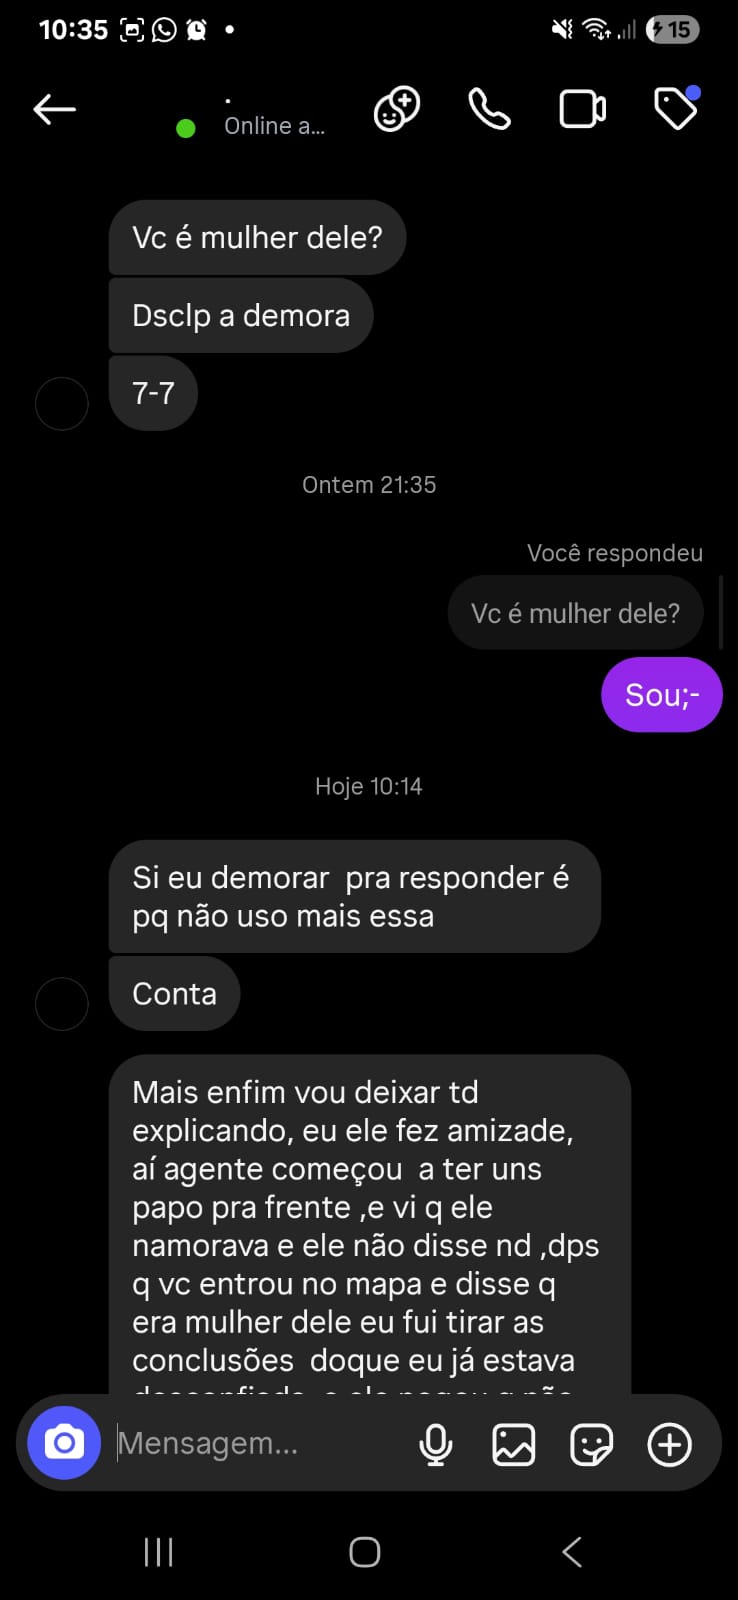 10:35
15
.
Online a...
Vc é mulher dele?
Dsclp a demora
7-7
Ontem 21:35
Você respondeu
Vc é mulher dele?
Sou;-
Hoje 10:14
Si eu demorar  pra responder é
pq não uso mais essa
Conta
Mais enfim vou deixar td
explicando, eu ele fez amizade,
aí agente começou  a ter uns
papo pra frente ,e vi q ele
namorava e ele não disse nd ,dps
q vc entrou no mapa e disse q
era mulher dele eu fui tirar as
conclusões  doque eu já estava
Mensagem...